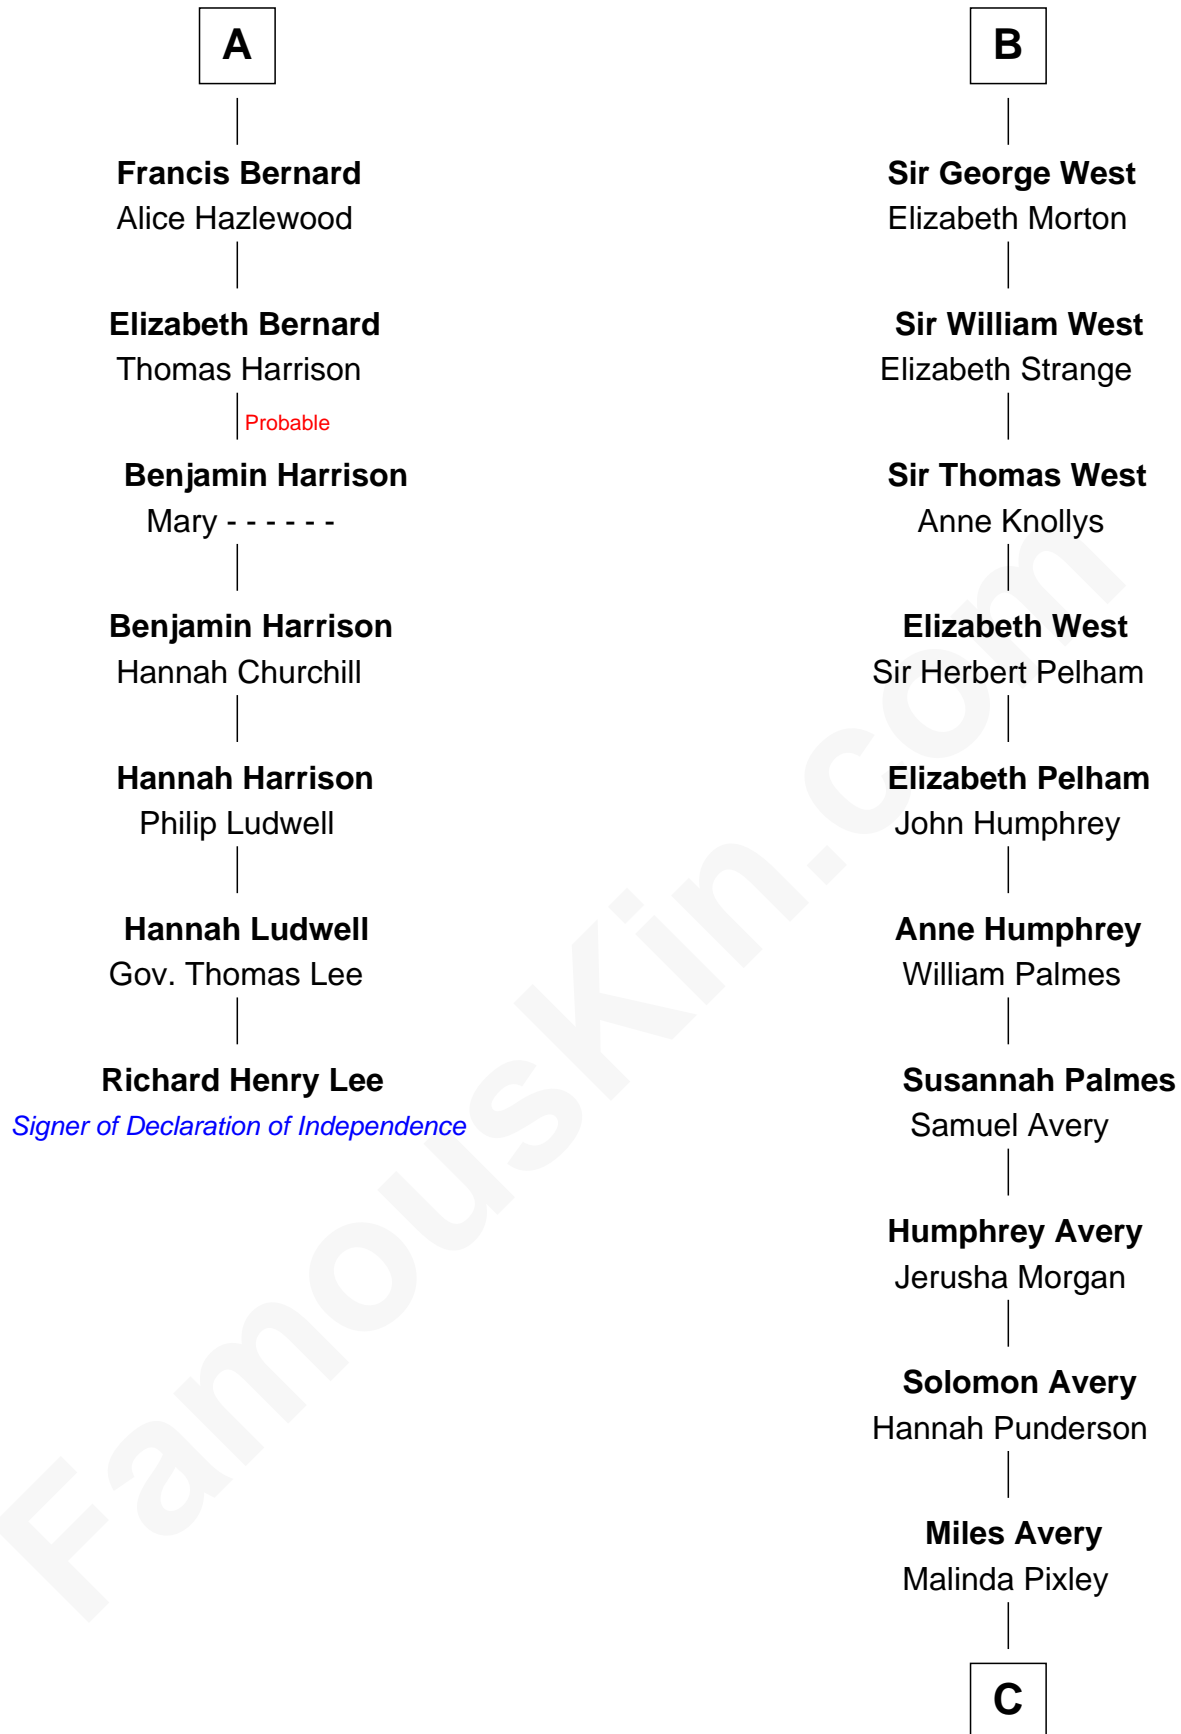 A
Francis Bernard
Alice Hazlewood
Elizabeth Bernard
Thomas Harrison
Probable
Benjamin Harrison
Mary - - - - - -
Benjamin Harrison
Hannah Churchill
Hannah Harrison
Philip Ludwell
Hannah Ludwell
Gov. Thomas Lee
Richard Henry Lee
Signer of Declaration of Independence
B
Sir George West
Elizabeth Morton
Sir William West
Elizabeth Strange
Sir Thomas West
Anne Knollys
Elizabeth West
Sir Herbert Pelham
Elizabeth Pelham
John Humphrey
Anne Humphrey
William Palmes
Susannah Palmes
Samuel Avery
Humphrey Avery
Jerusha Morgan
Solomon Avery
Hannah Punderson
Miles Avery
Malinda Pixley
C
FamousKin.com